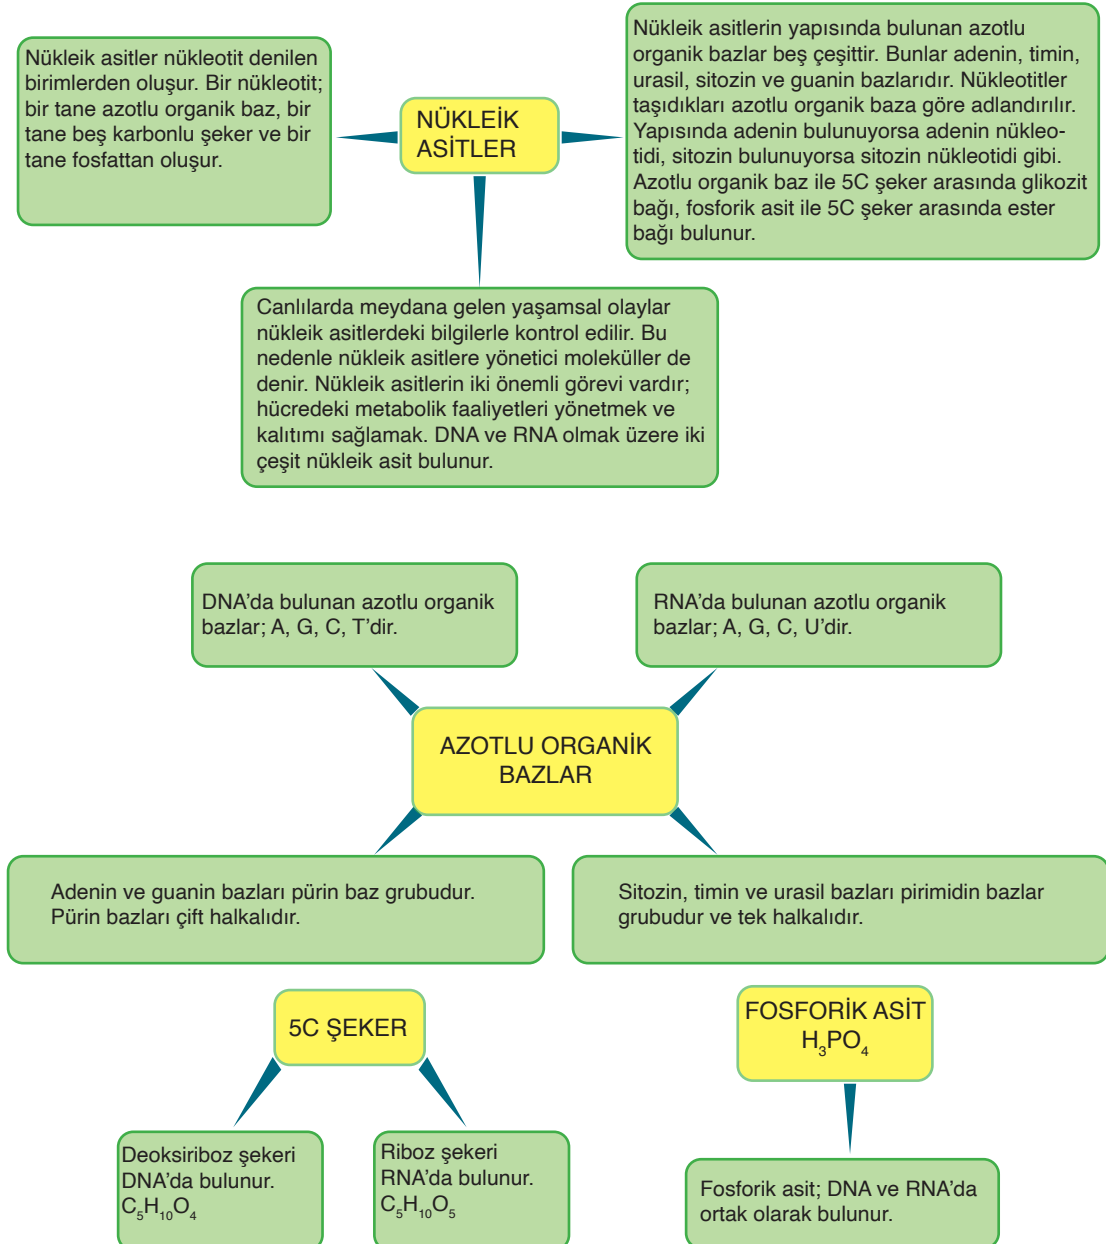 Nükleik asitler nükleotit denilen
birimlerden oluşur. Bir nükleotit;
bir tane azotlu organik baz, bir
tane beş karbonlu şeker ve bir
tane fosfattan oluşur.
NÜKLEİK
ASİTLER
Nükleik asitlerin yapısında bulunan azotlu
organik bazlar beş çeşittir. Bunlar adenin, timin,
urasil, sitozin ve guanin bazlarıdır. Nükleotitler
taşıdıkları azotlu organik baza göre adlandırılır.
Yapısında adenin bulunuyorsa adenin nükleo-
tidi, sitozin bulunuyorsa sitozin nükleotidi gibi.
Azotlu organik baz ile 5C şeker arasında glikozit
bağı, fosforik asit ile 5C şeker arasında ester
bağı bulunur.
Canlılarda meydana gelen yaşamsal olaylar
nükleik asitlerdeki bilgilerle kontrol edilir. Bu
nedenle nükleik asitlere yönetici moleküller de
denir. Nükleik asitlerin iki önemli görevi vardır;
hücredeki metabolik faaliyetleri yönetmek ve
kalıtımı sağlamak. DNA ve RNA olmak üzere iki
çeşit nükleik asit bulunur.
DNA’da bulunan azotlu organik
bazlar; A, G, C, T’dir.
RNA’da bulunan azotlu organik
bazlar; A, G, C, U’dir.
AZOTLU ORGANİK
BAZLAR
Adenin ve guanin bazları pürin baz grubudur.
Pürin bazları çift halkalıdır.
Sitozin, timin ve urasil bazları pirimidin bazlar
grubudur ve tek halkalıdır.
5C ŞEKER
FOSFORİK ASİT
H₃PO₄
Deoksiriboz şekeri
DNA’da bulunur.
C₅H₁₀O₄
Riboz şekeri
RNA’da bulunur.
C₅H₁₀O₅
Fosforik asit; DNA ve RNA’da
ortak olarak bulunur.